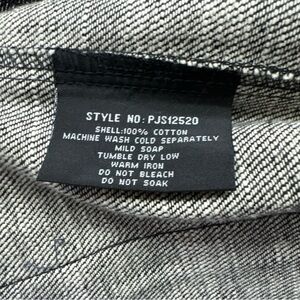 STYLE NO: PJS12520
SHELL:100% COTTON
MACHINE WASH COLD SEPARATELY
MILD SOAP
TUMBLE DRY LOW
WARM IRON
DO NOT BLEACH
DO NOT SOAK